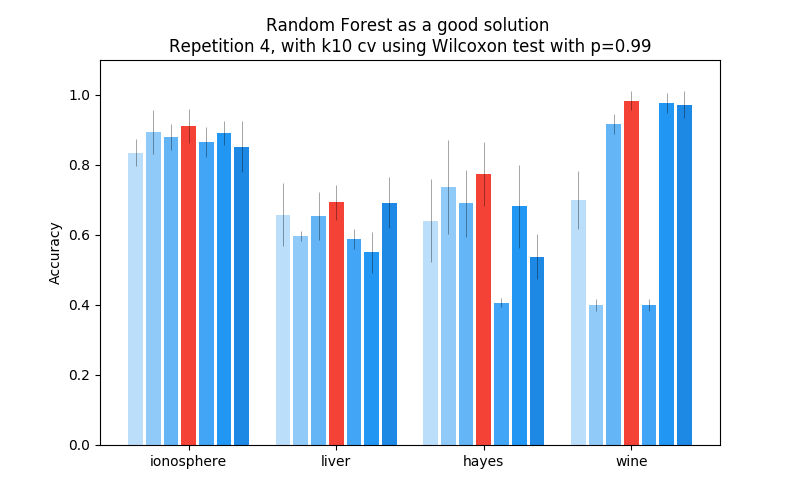 Random Forest as a good solution
Repetition 4, with k10 cv using Wilcoxon test with p=0.99
1.0
0.8
0.6
0.4
0.2
0.0
Accuracy
ionosphere
liver
hayes
wine